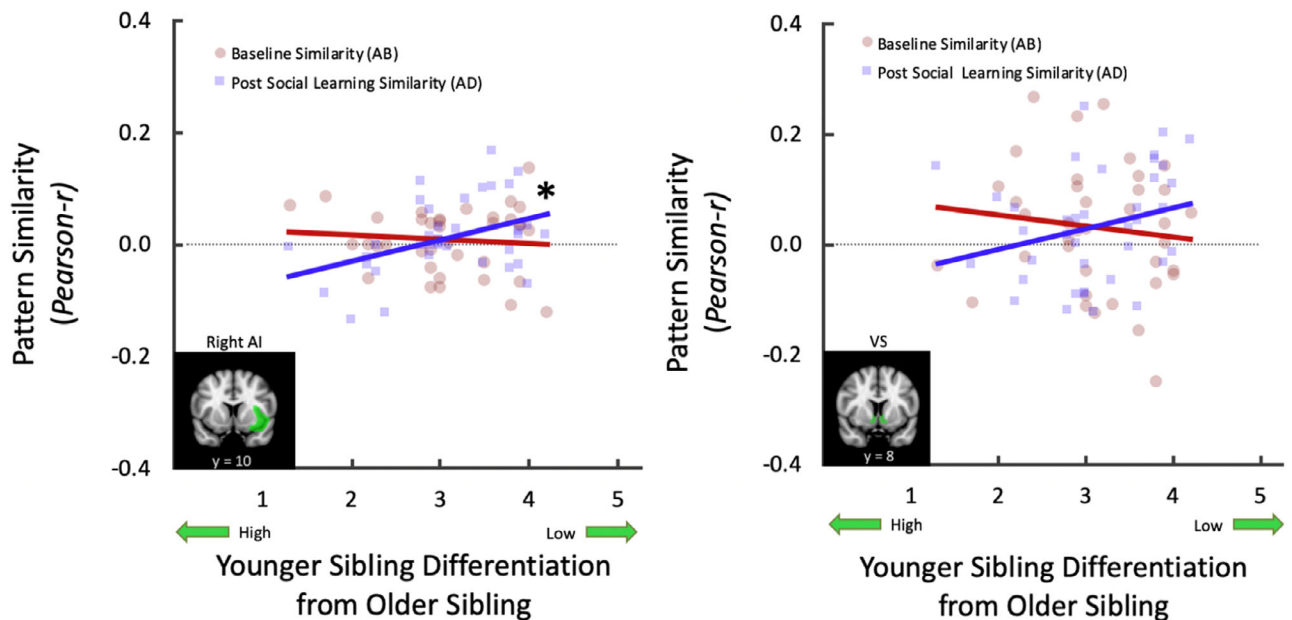 0.4
0.2
0.0
-0.2
-0.4
Pattern Similarity
(Pearson-r)
Baseline Similarity (AB)
Post Social Learning Similarity (AD)
*
Right AI
y = 10
1 2 3 4 5
High Low
Younger Sibling Differentiation
from Older Sibling
0.4
0.2
0.0
-0.2
-0.4
Pattern Similarity
(Pearson-r)
Baseline Similarity (AB)
Post Social Learning Similarity (AD)
VS
y = 8
1 2 3 4 5
High Low
Younger Sibling Differentiation
from Older Sibling